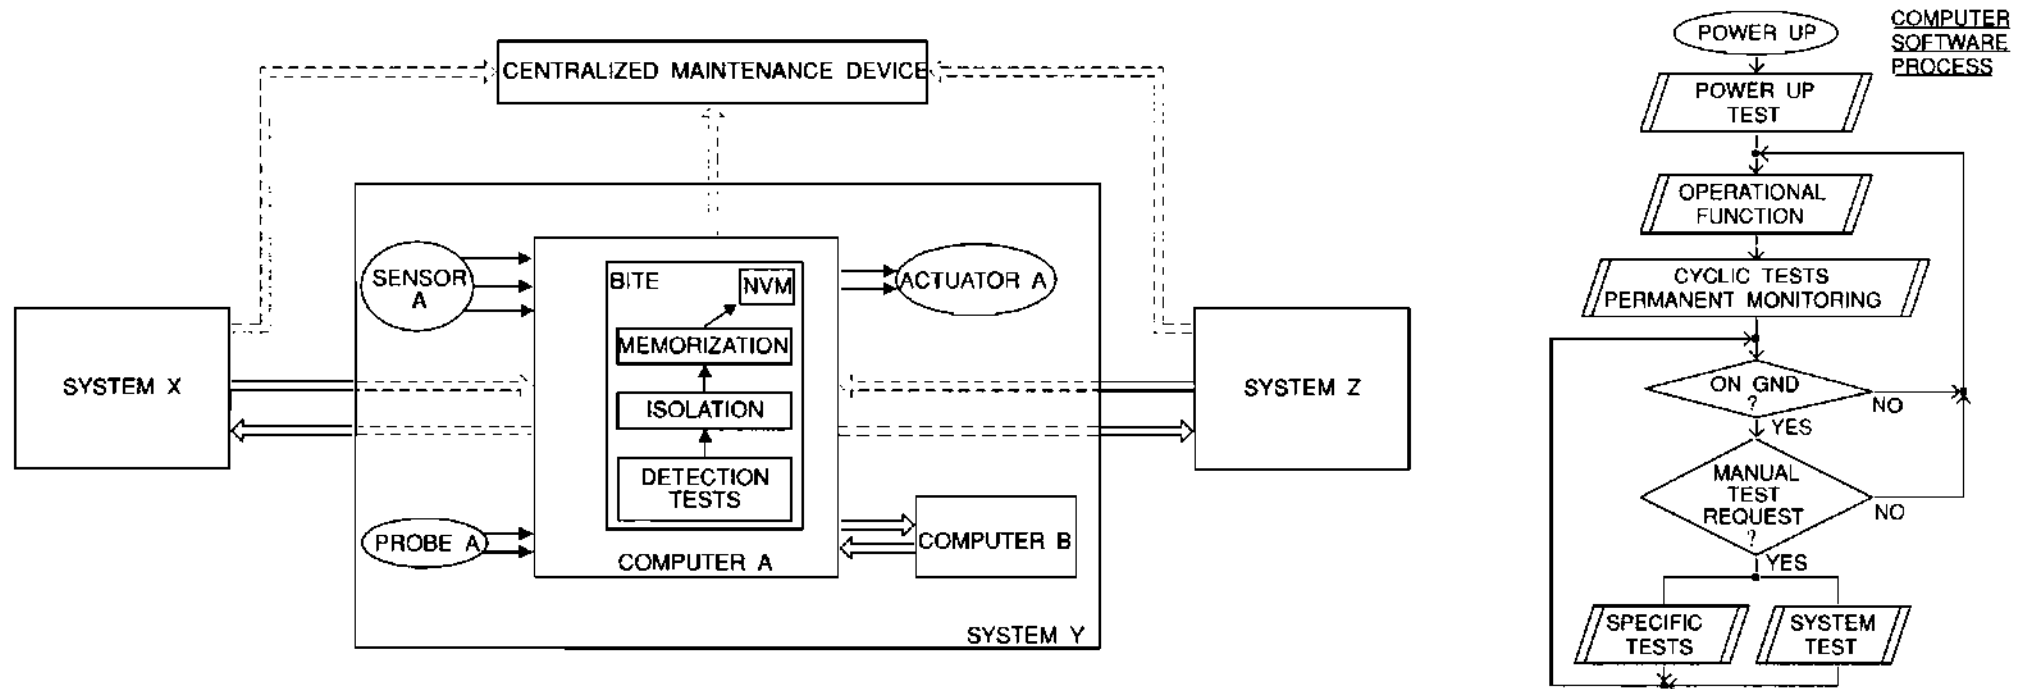 CENTRALIZED MAINTENANCE DEVICE
SENSOR
A
BITE
NVM
ACTUATOR A
MEMORIZATION
SYSTEM X
ISOLATION
SYSTEM Z
DETECTION
TESTS
PROBE A
COMPUTER B
COMPUTER A
SYSTEM Y
COMPUTER
SOFTWARE
PROCESS
POWER UP
POWER UP
TEST
OPERATIONAL
FUNCTION
CYCLIC TESTS
PERMANENT MONITORING
ON GND
?
NO
YES
MANUAL
TEST
REQUEST
?
NO
YES
SPECIFIC
TESTS
SYSTEM
TEST